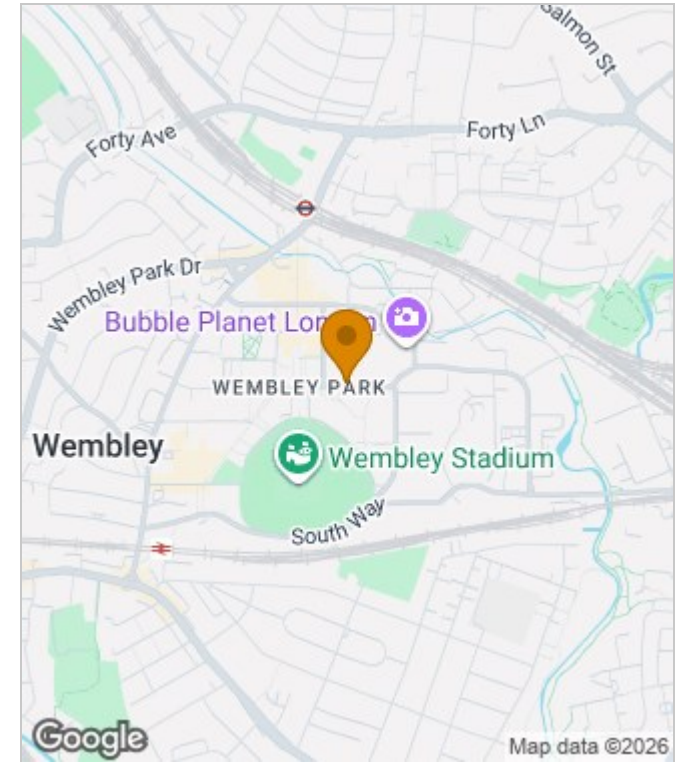 Salmon St
Forty Ave
Forty Ln
Wembley Park Dr
Bubble Planet
WEMBLEY PARK
Wembley
Wembley Stadium
South Way
Google
Map data ©2026